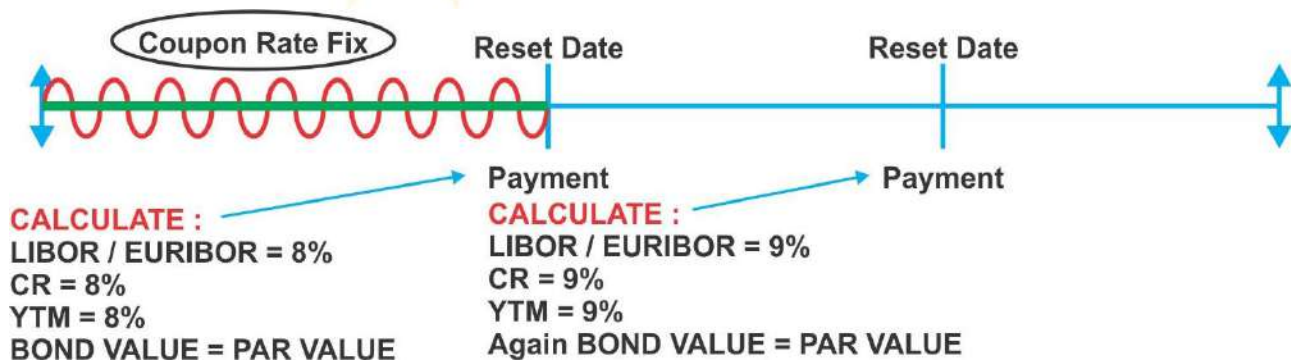 Coupon Rate Fix
Reset Date
Reset Date
Payment
Payment
CALCULATE :
LIBOR / EURIBOR = 8%
CR = 8%
YTM = 8%
BOND VALUE = PAR VALUE
CALCULATE :
LIBOR / EURIBOR = 9%
CR = 9%
YTM = 9%
Again BOND VALUE = PAR VALUE